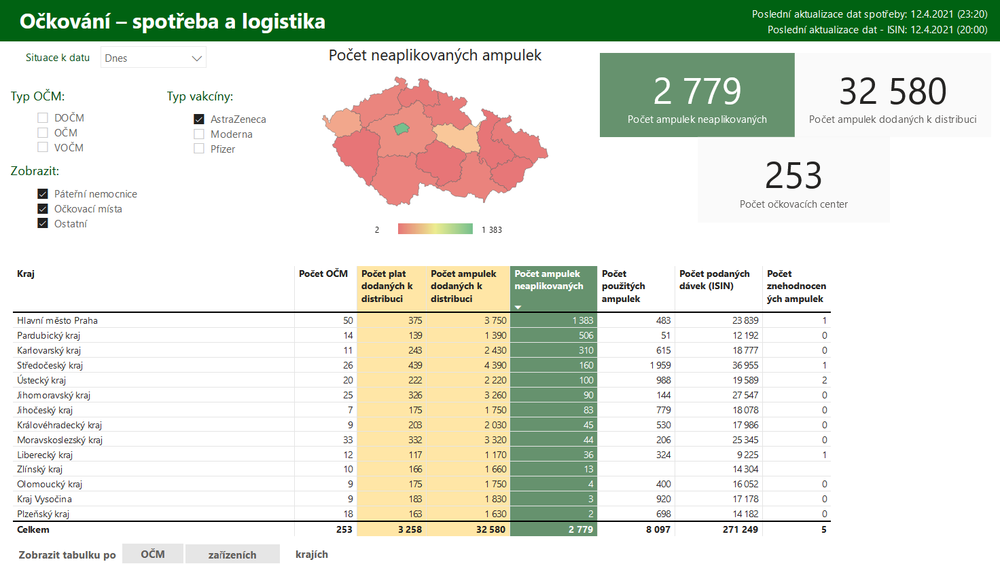 Očkování – spotřeba a logistika
Poslední aktualizace dat spotřeby: 12.4.2021 (23:20)
Poslední aktualizace dat - ISIN: 12.4.2021 (20:00)
Situace k datu Dnes
Typ OČM:
DOČM
OČM
VOČM
Zobrazit:
Páteřní nemocnice
Očkovací místa
Ostatní
Typ vakcíny:
AstraZeneca
Moderna
Pfizer
Počet neaplikovaných ampulek
2 1 383
2 779
Počet ampulek neaplikovaných
32 580
Počet ampulek dodaných k distribuci
253
Počet očkovacích center
Kraj Počet OČM Počet plat dodaných k distribuci Počet ampulek dodaných k distribuci Počet ampulek neaplikovaných Počet použitých ampulek Počet podaných dávek (ISIN) Počet znehodnocených ampulek
Hlavní město Praha 50 375 3 750 1 383 483 23 839 1
Pardubický kraj 14 139 1 390 506 51 12 192 0
Karlovarský kraj 11 243 2 430 310 615 18 777 0
Středočeský kraj 26 439 4 390 160 1 959 36 955 1
Ústecký kraj 20 222 2 220 100 988 19 589 2
Jihomoravský kraj 25 326 3 260 90 144 27 547 0
Jihočeský kraj 7 175 1 750 83 779 18 078 0
Královéhradecký kraj 9 203 2 030 45 530 17 986 0
Moravskoslezský kraj 33 332 3 320 44 206 25 345 0
Liberecký kraj 12 117 1 170 36 324 9 225 1
Zlínský kraj 10 166 1 660 13 14 304
Olomoucký kraj 9 175 1 750 4 400 16 052 0
Kraj Vysočina 9 183 1 830 3 920 17 178 0
Plzeňský kraj 18 163 1 630 2 698 14 182 0
Celkem 253 3 258 32 580 2 779 8 097 271 249 5
Zobrazit tabulku po OČM zařízeních krajích